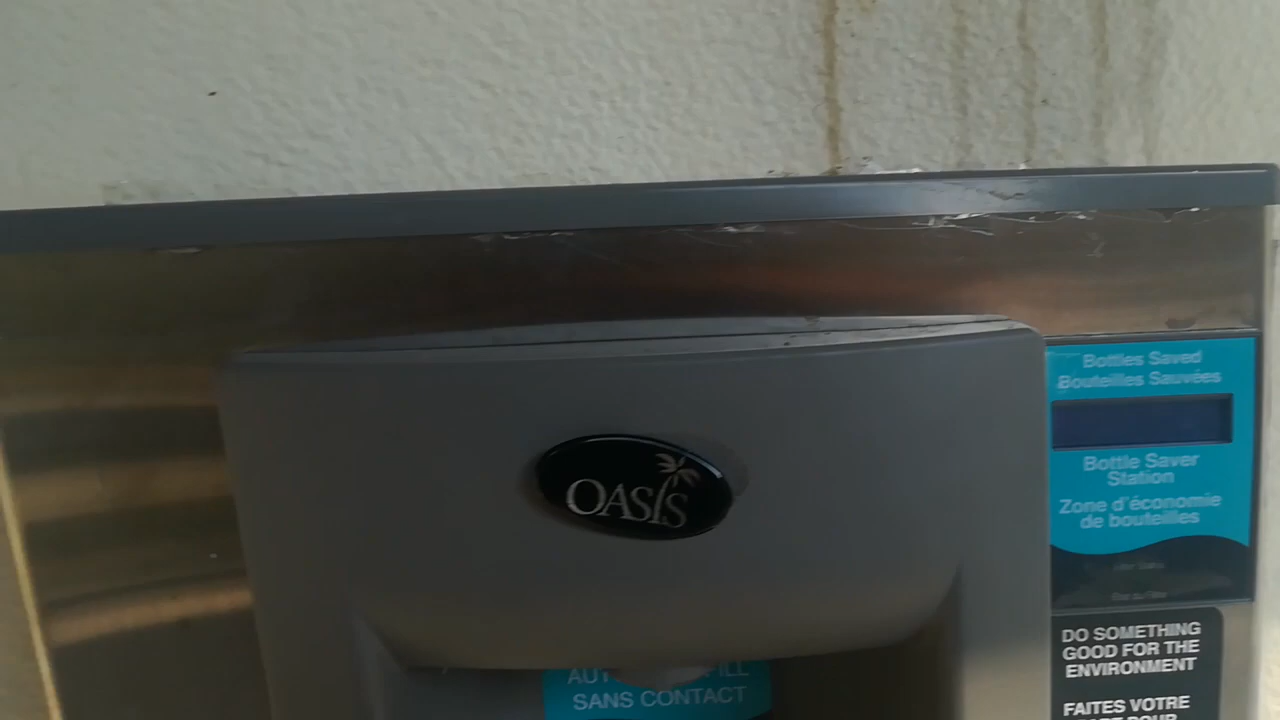 Bottles Saved
Bouteilles Sauvées
Bottle Saver
Station
Zone d'économie
de bouteilles
OASIS
DO SOMETHING
GOOD FOR THE
ENVIRONMENT
FAITES VOTRE
SANS CONTACT